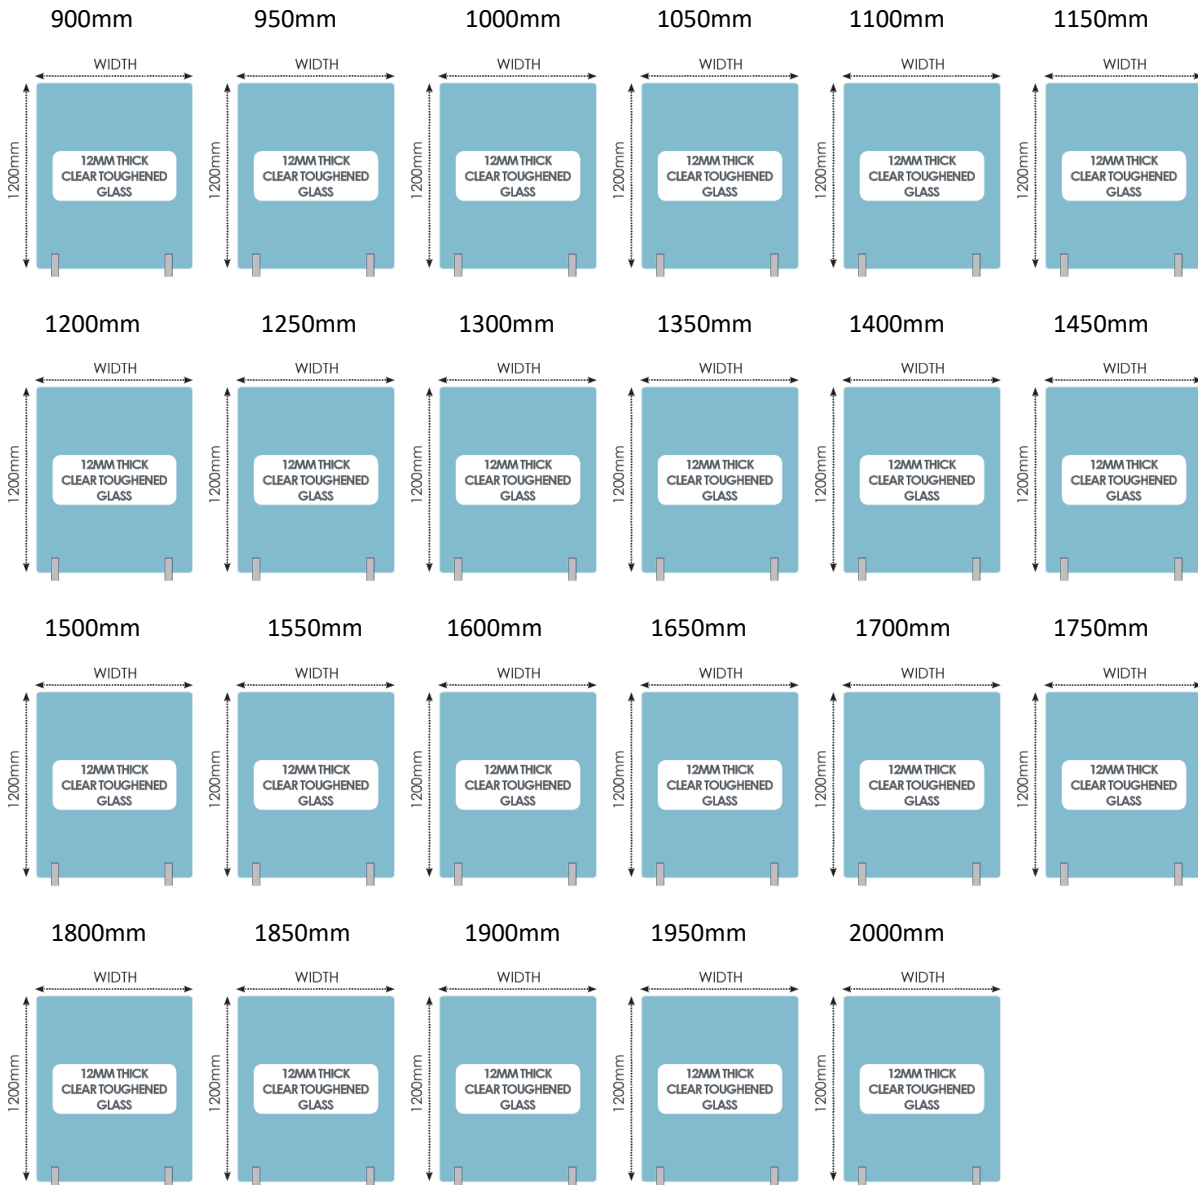 900mm 950mm 1000mm 1050mm 1100mm 1150mm
WIDTH WIDTH WIDTH WIDTH WIDTH WIDTH
1200mm 1200mm 1200mm 1200mm 1200mm 1200mm
12MM THICK 12MM THICK 12MM THICK 12MM THICK 12MM THICK 12MM THICK
CLEAR TOUGHENED CLEAR TOUGHENED CLEAR TOUGHENED CLEAR TOUGHENED CLEAR TOUGHENED CLEAR TOUGHENED
GLASS GLASS GLASS GLASS GLASS GLASS
1200mm 1250mm 1300mm 1350mm 1400mm 1450mm
WIDTH WIDTH WIDTH WIDTH WIDTH WIDTH
1200mm 1200mm 1200mm 1200mm 1200mm 1200mm
12MM THICK 12MM THICK 12MM THICK 12MM THICK 12MM THICK 12MM THICK
CLEAR TOUGHENED CLEAR TOUGHENED CLEAR TOUGHENED CLEAR TOUGHENED CLEAR TOUGHENED CLEAR TOUGHENED
GLASS GLASS GLASS GLASS GLASS GLASS
1500mm 1550mm 1600mm 1650mm 1700mm 1750mm
WIDTH WIDTH WIDTH WIDTH WIDTH WIDTH
1200mm 1200mm 1200mm 1200mm 1200mm 1200mm
12MM THICK 12MM THICK 12MM THICK 12MM THICK 12MM THICK 12MM THICK
CLEAR TOUGHENED CLEAR TOUGHENED CLEAR TOUGHENED CLEAR TOUGHENED CLEAR TOUGHENED CLEAR TOUGHENED
GLASS GLASS GLASS GLASS GLASS GLASS
1800mm 1850mm 1900mm 1950mm 2000mm
WIDTH WIDTH WIDTH WIDTH WIDTH
1200mm 1200mm 1200mm 1200mm 1200mm
12MM THICK 12MM THICK 12MM THICK 12MM THICK 12MM THICK
CLEAR TOUGHENED CLEAR TOUGHENED CLEAR TOUGHENED CLEAR TOUGHENED CLEAR TOUGHENED
GLASS GLASS GLASS GLASS GLASS